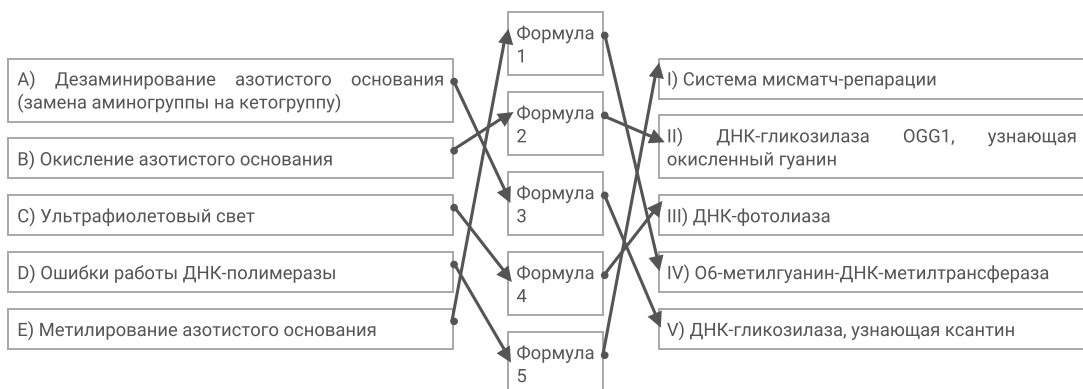 A) Дезаминирование азотистого основания
(замена аминогруппы на кетогруппу)
B) Окисление азотистого основания
C) Ультрафиолетовый свет
D) Ошибки работы ДНК-полимеразы
E) Метилирование азотистого основания
Формула
1
Формула
2
Формула
3
Формула
4
Формула
5
I) Система мисматч-репарации
II) ДНК-гликозилаза OGG1, узнающая
окисленный гуанин
III) ДНК-фотолиаза
IV) О6-метилгуанин-ДНК-метилтрансфераза
V) ДНК-гликозилаза, узнающая ксантин